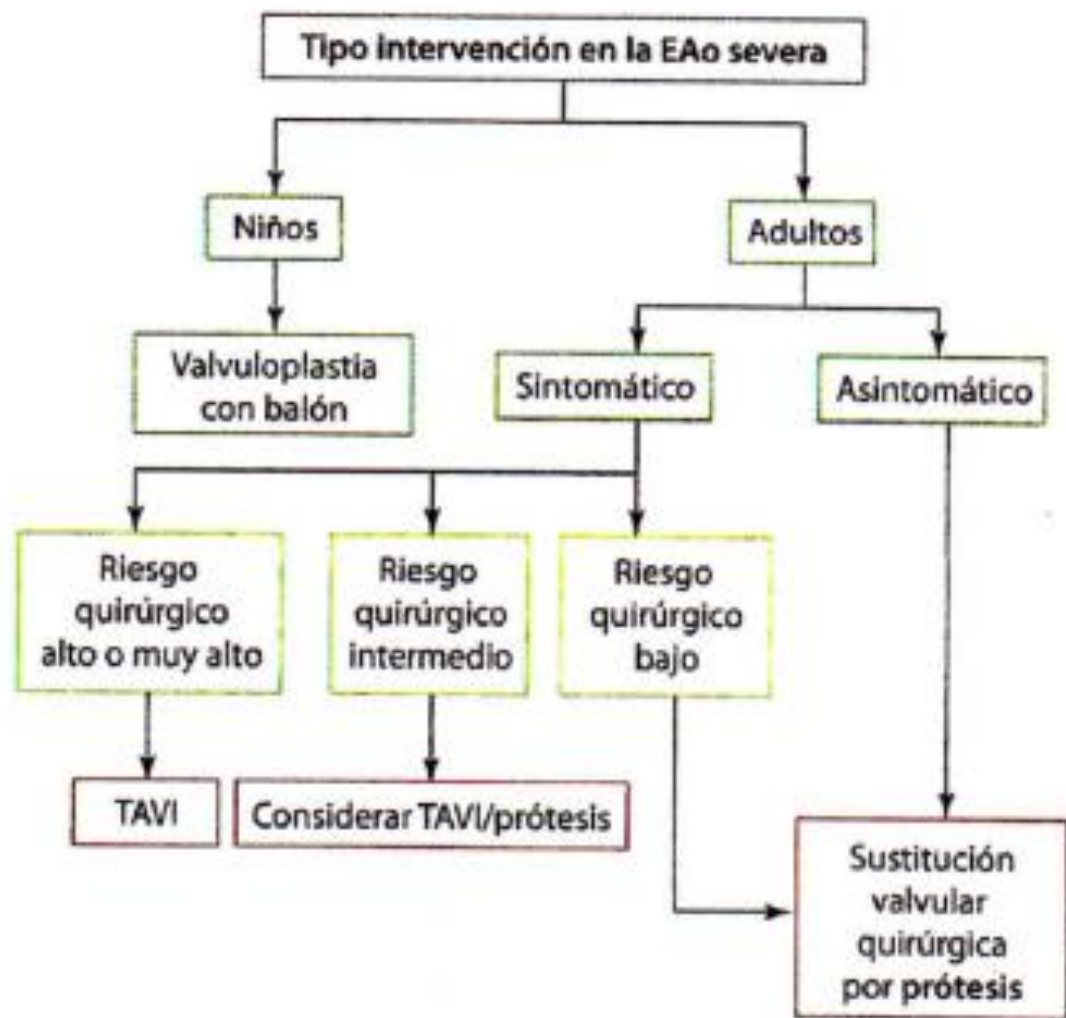 Tipo intervención en la EAo severa
Niños
Adultos
Valvuloplastia
con balón
Sintomático
Asintomático
Riesgo
quirúrgico
alto o muy alto
Riesgo
quirúrgico
intermedio
Riesgo
quirúrgico
bajo
TAVI
Considerar TAVI/prótesis
Sustitución
valvular
quirúrgica
por prótesis